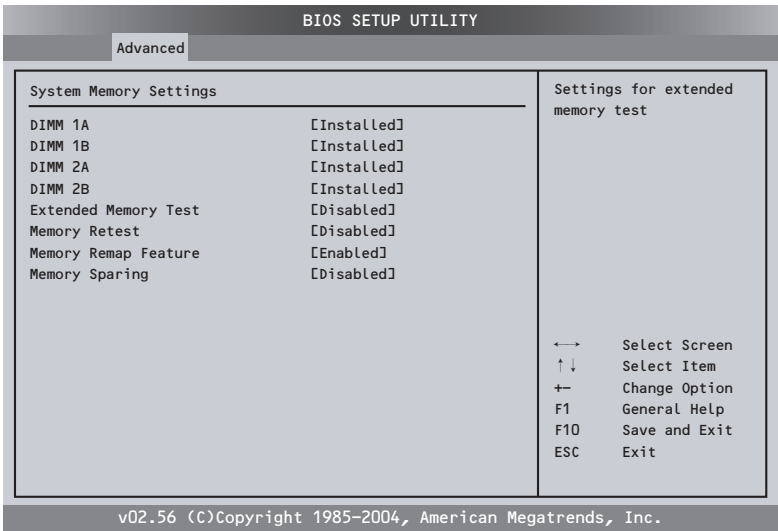 BIOS SETUP UTILITY
Advanced
System Memory Settings
DIMM 1A [Installed]
DIMM 1B [Installed]
DIMM 2A [Installed]
DIMM 2B [Installed]
Extended Memory Test [Disabled]
Memory Retest [Disabled]
Memory Remap Feature [Enabled]
Memory Sparing [Disabled]
Settings for extended
memory test
←→ Select Screen
↑↓ Select Item
+− Change Option
F1 General Help
F10 Save and Exit
ESC Exit
v02.56 (C)Copyright 1985−2004, American Megatrends, Inc.